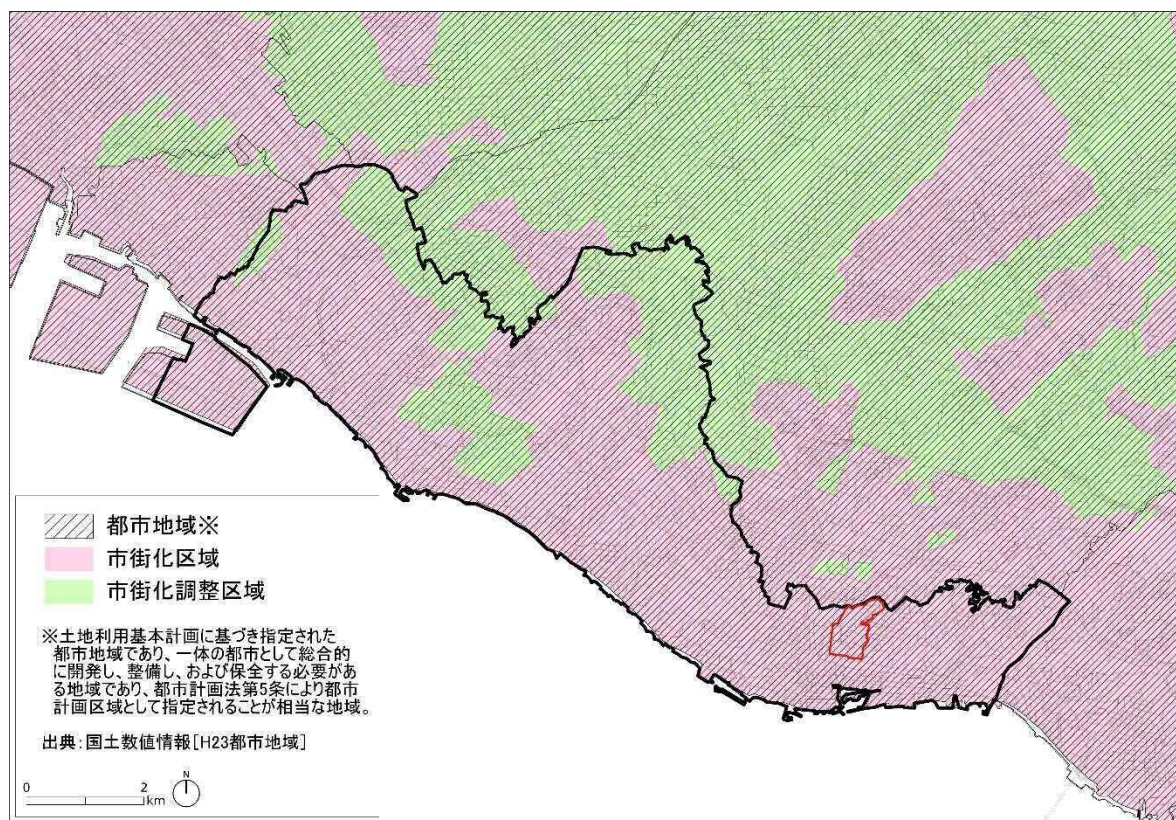 都市地域※
市街化区域
市街化調整区域
※土地利用基本計画に基づき指定された
都市地域であり、一体の都市として総合的
に開発し、整備し、および保全する必要があ
る地域であり、都市計画法第5条により都市
計画区域として指定されることが相当な地域。
出典：国土数値情報[H23都市地域]
0 2
km
N